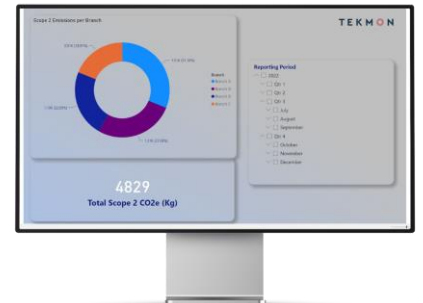 Scope 2 Emissions per Branch
TEKMON
Branch
Reporting Period
2022
Qtr 1
Qtr 2
Qtr 3
July
August
September
Qtr 4
October
November
December
4829
Total Scope 2 CO2e (Kg)